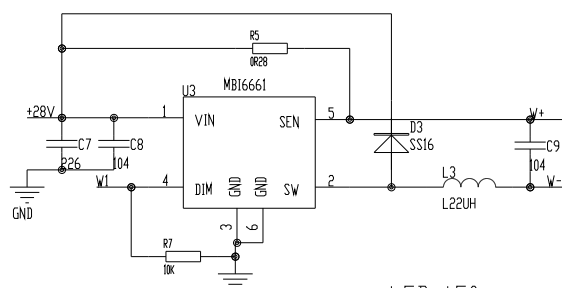 R5
0R28
U3
MBI6661
+28V
1
VIN
SEN
5
W+
C7
C8
D3
SS16
C9
226
104
104
W1
4
DIM
GND
GND
SW
2
L3
W-
GND
L22UH
3
6
R7
10K